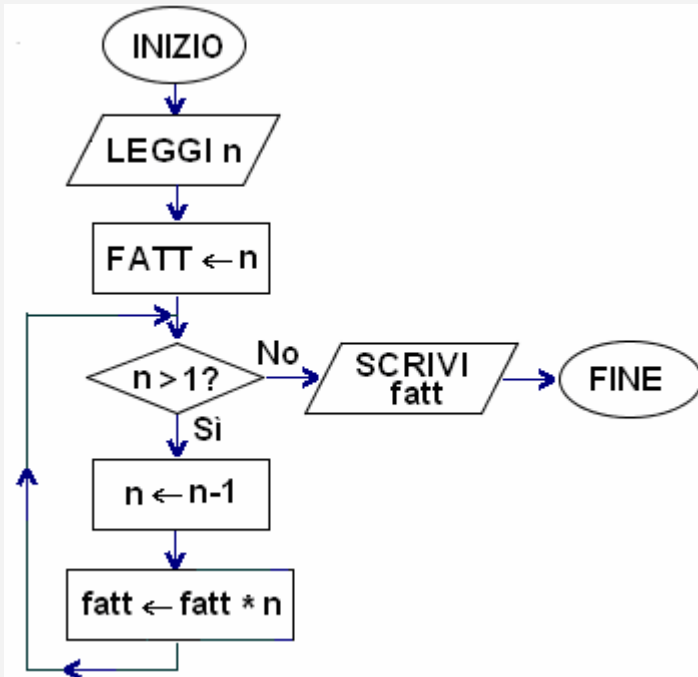 INIZIO
LEGGI n
FATT ← n
n > 1?
No
SCRIVI
fatt
FINE
Sì
n ← n-1
fatt ← fatt * n